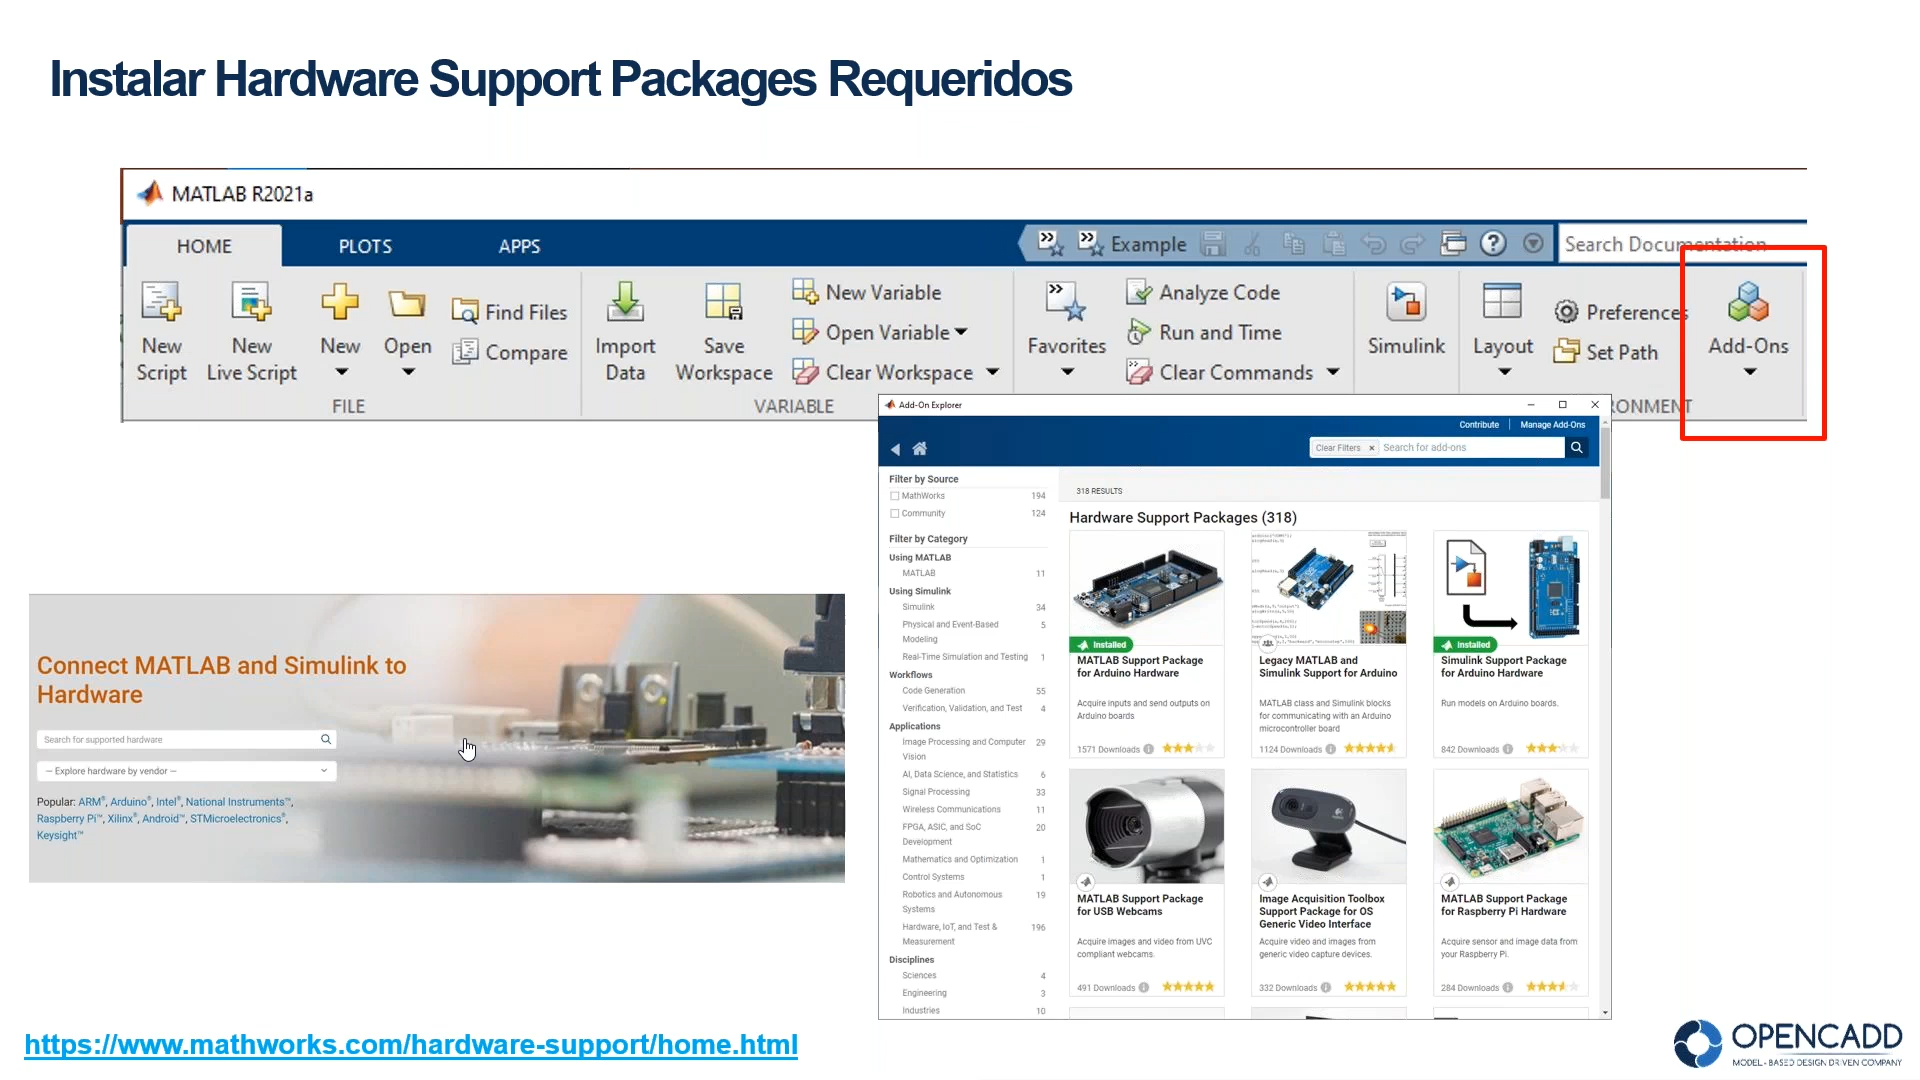 Instalar Hardware Support Packages Requeridos
MATLAB R2021a
HOME
PLOTS
APPS
Example
Search Documentation
New Script
New Live Script
New
Open
Find Files
Compare
FILE
Import Data
Save Workspace
New Variable
Open Variable
Clear Workspace
VARIABLE
Favorites
Analyze Code
Run and Time
Clear Commands
Simulink
Layout
Preferences
Set Path
Add-Ons
RONMENT
Add-On Explorer
Contribute
Manage Add-Ons
Clear Filters × Search for add-ons
Filter by Source
MathWorks 194
Community 124
Filter by Category
Using MATLAB
MATLAB 11
Using Simulink
Simulink 34
Physical and Event-Based 5
Modeling
Real-Time Simulation and Testing 1
Workflows
Code Generation 55
Verification, Validation, and Test 4
Applications
Image Processing and Computer 29
Vision
AI, Data Science, and Statistics 6
Signal Processing 33
Wireless Communications 11
FPGA, ASIC, and SoC 20
Development
Mathematics and Optimization 1
Control Systems 1
Robotics and Autonomous 19
Systems
Hardware, IoT, and Test & 196
Measurement
Disciplines
Sciences 4
Engineering 3
Industries 10
318 RESULTS
Hardware Support Packages (318)
Installed
MATLAB Support Package
for Arduino Hardware
Acquire inputs and send outputs on
Arduino boards
1571 Downloads
Legacy MATLAB and
Simulink Support for Arduino
MATLAB class and Simulink blocks
for communicating with an Arduino
microcontroller board
1124 Downloads
Installed
Simulink Support Package
for Arduino Hardware
Run models on Arduino boards.
842 Downloads
MATLAB Support Package
for USB Webcams
Acquire images and video from UVC
compliant webcams.
491 Downloads
Image Acquisition Toolbox
Support Package for OS
Generic Video Interface
Acquire video and images from
generic video capture devices.
332 Downloads
MATLAB Support Package
for Raspberry Pi Hardware
Acquire sensor and image data from
your Raspberry Pi.
284 Downloads
Connect MATLAB and Simulink to
Hardware
Search for supported hardware
— Explore hardware by vendor —
Popular: ARM®, Arduino®, Intel®, National Instruments™,
Raspberry Pi™, Xilinx®, Android™, STMicroelectronics®,
Keysight™
https://www.mathworks.com/hardware-support/home.html
OPENCADD
MODEL - BASED DESIGN DRIVEN COMPANY